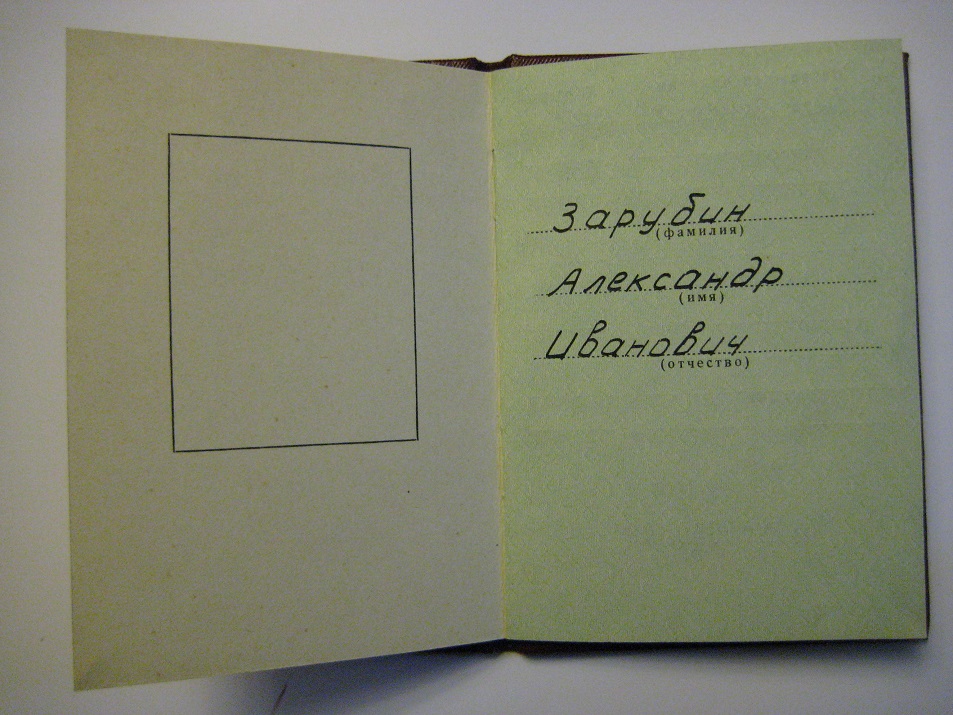 Зарубин
(фамилия)
Александр
(имя)
Иванович
(отчество)